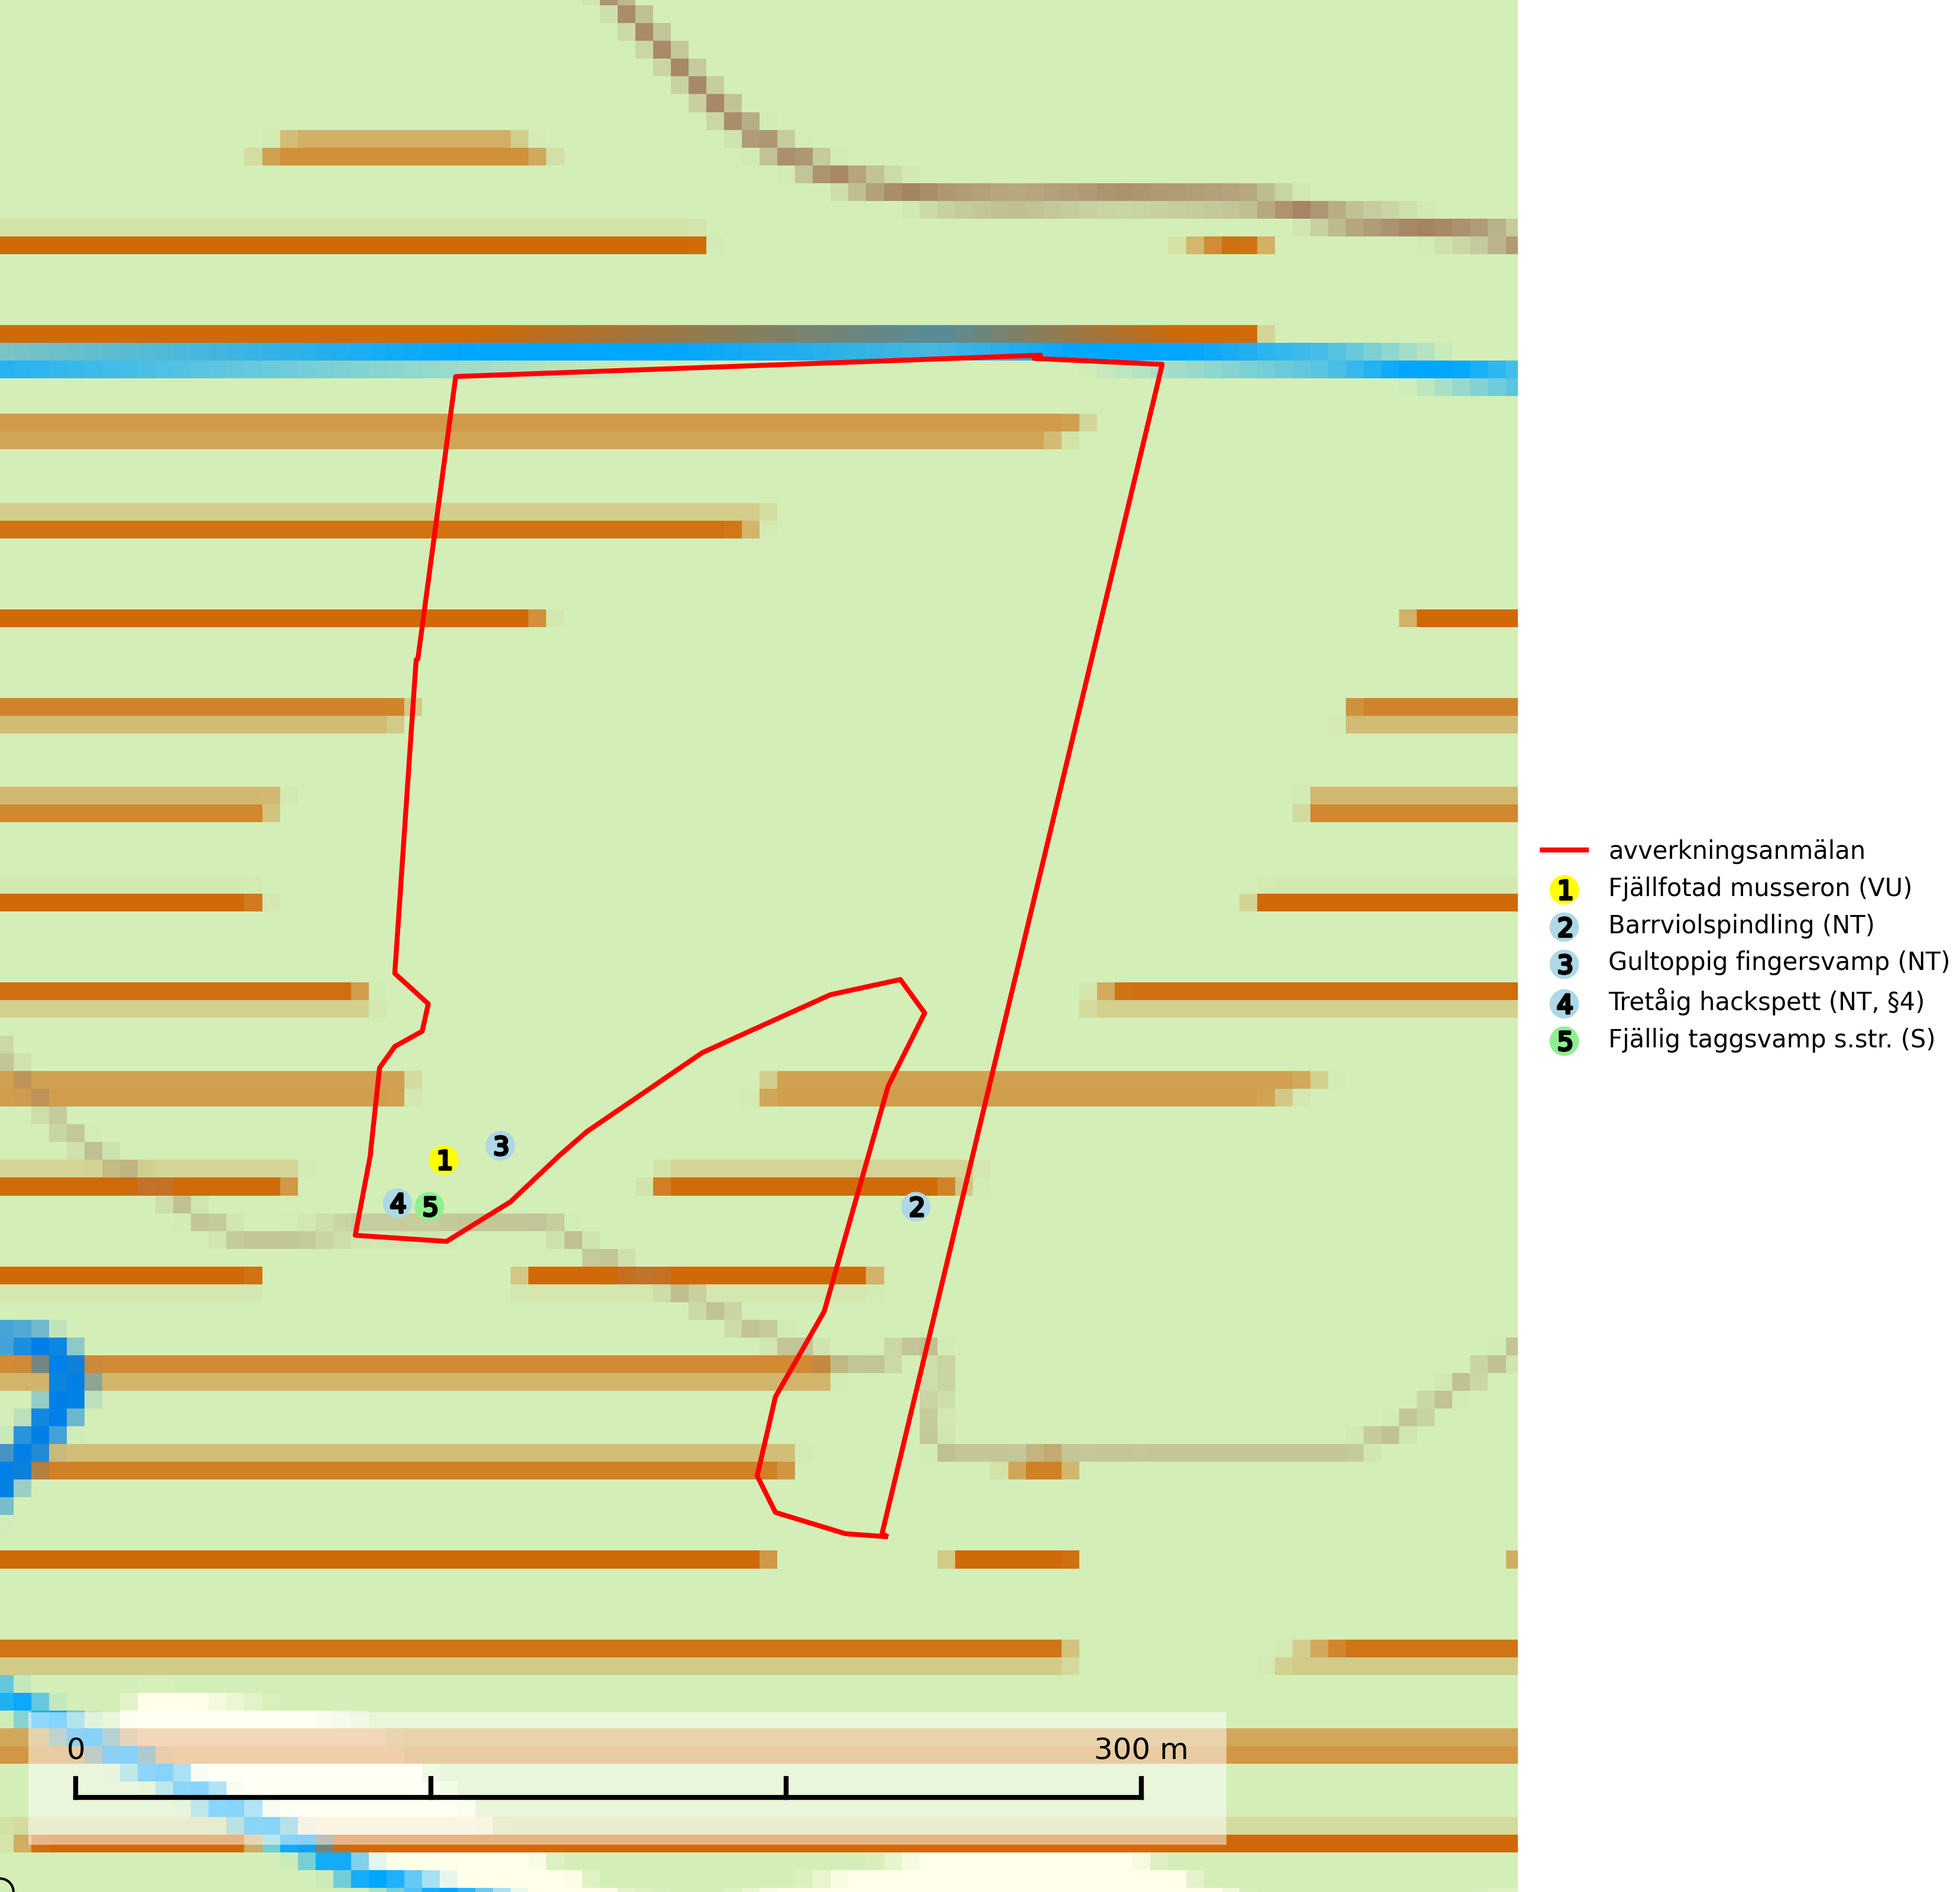 avverkningsanmälan
1 Fjällfotad musseron (VU)
2 Barrviolspindling (NT)
3 Gultoppig fingersvamp (NT)
4 Tretåig hackspett (NT, §4)
5 Fjällig taggsvamp s.str. (S)
3
1
4 5
2
0 300 m